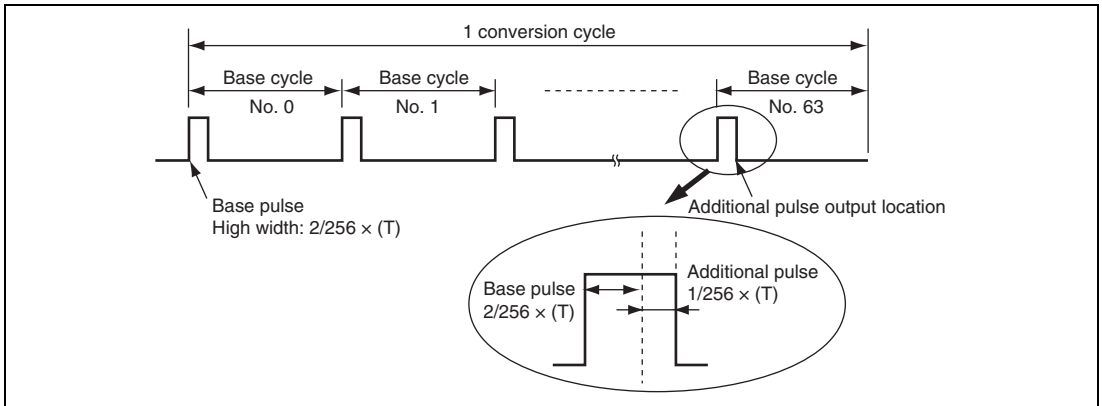 1 conversion cycle
Base cycle
No. 0
Base cycle
No. 1
Base cycle
No. 63
Base pulse
High width: 2/256 × (T)
Additional pulse output location
Base pulse
2/256 × (T)
Additional pulse
1/256 × (T)